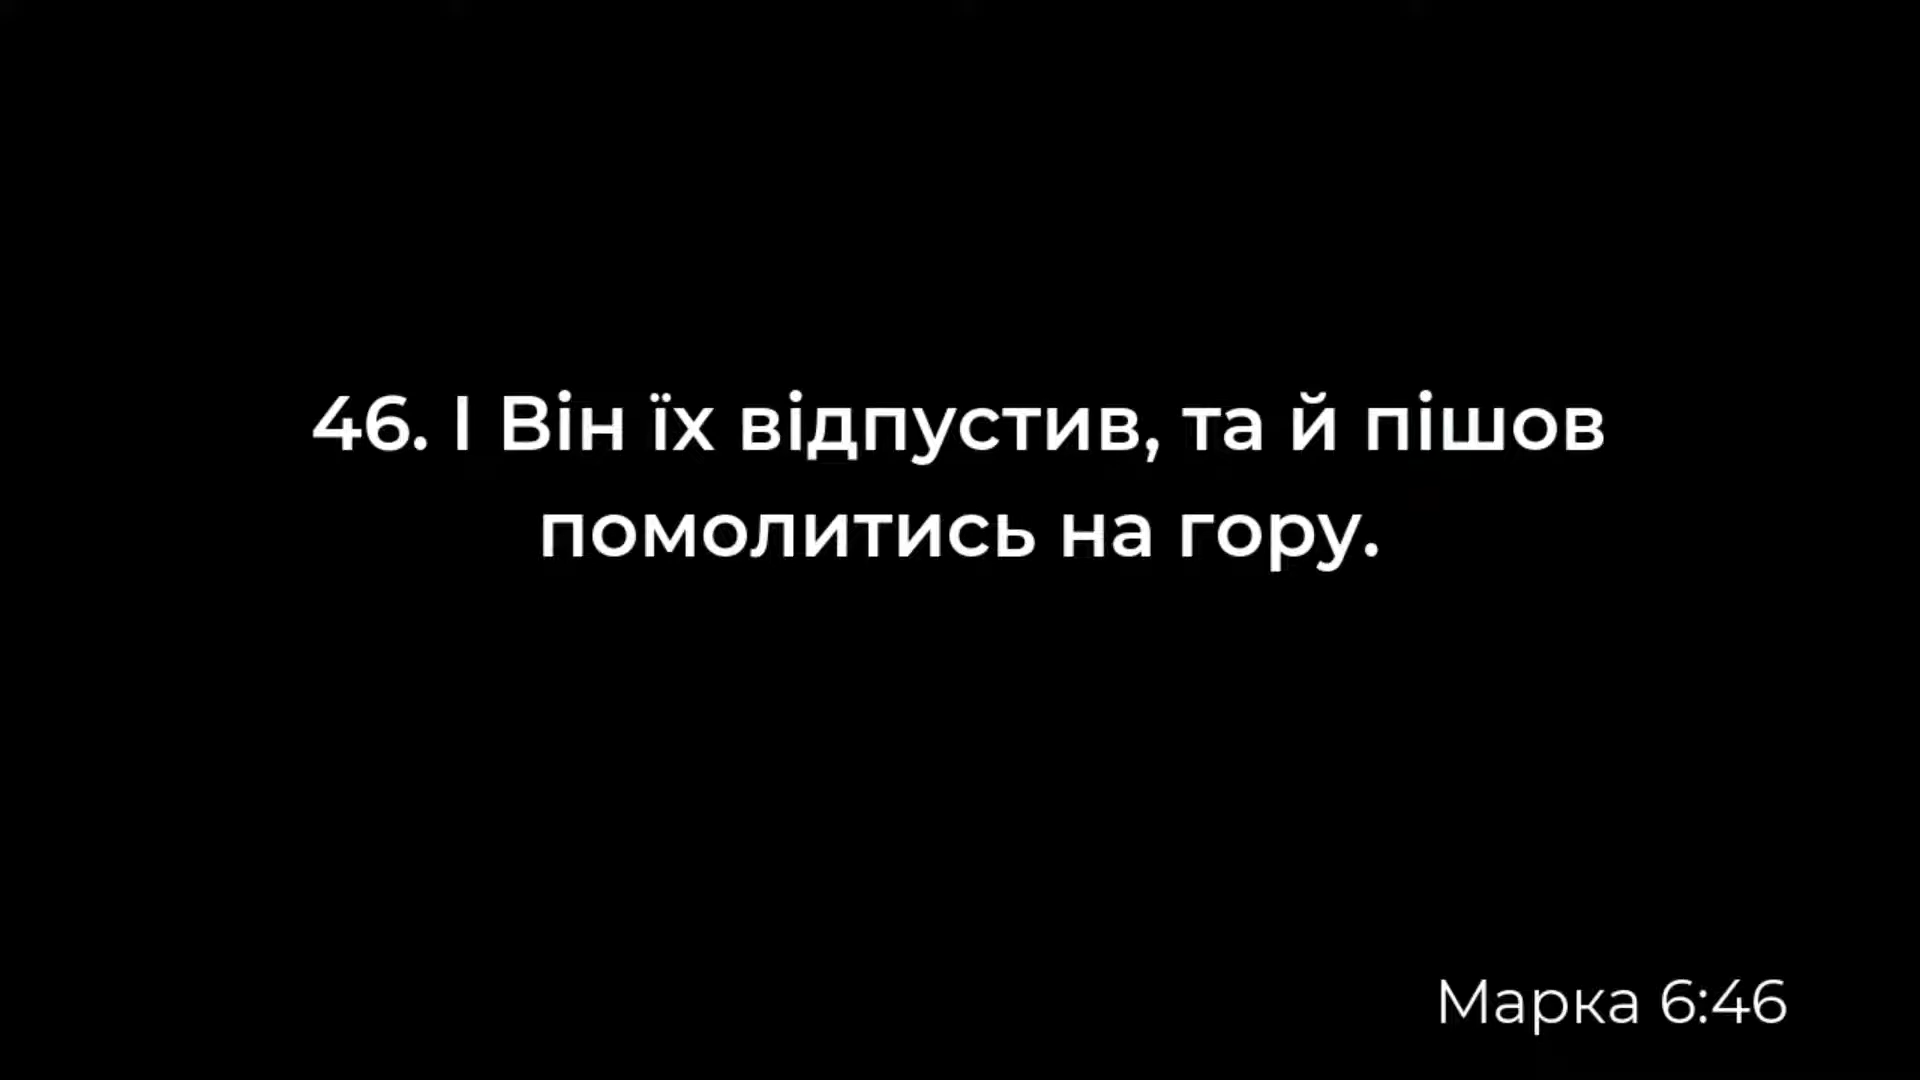 46. І Він їх відпустив, та й пішов
помолитись на гору.
Марка 6:46